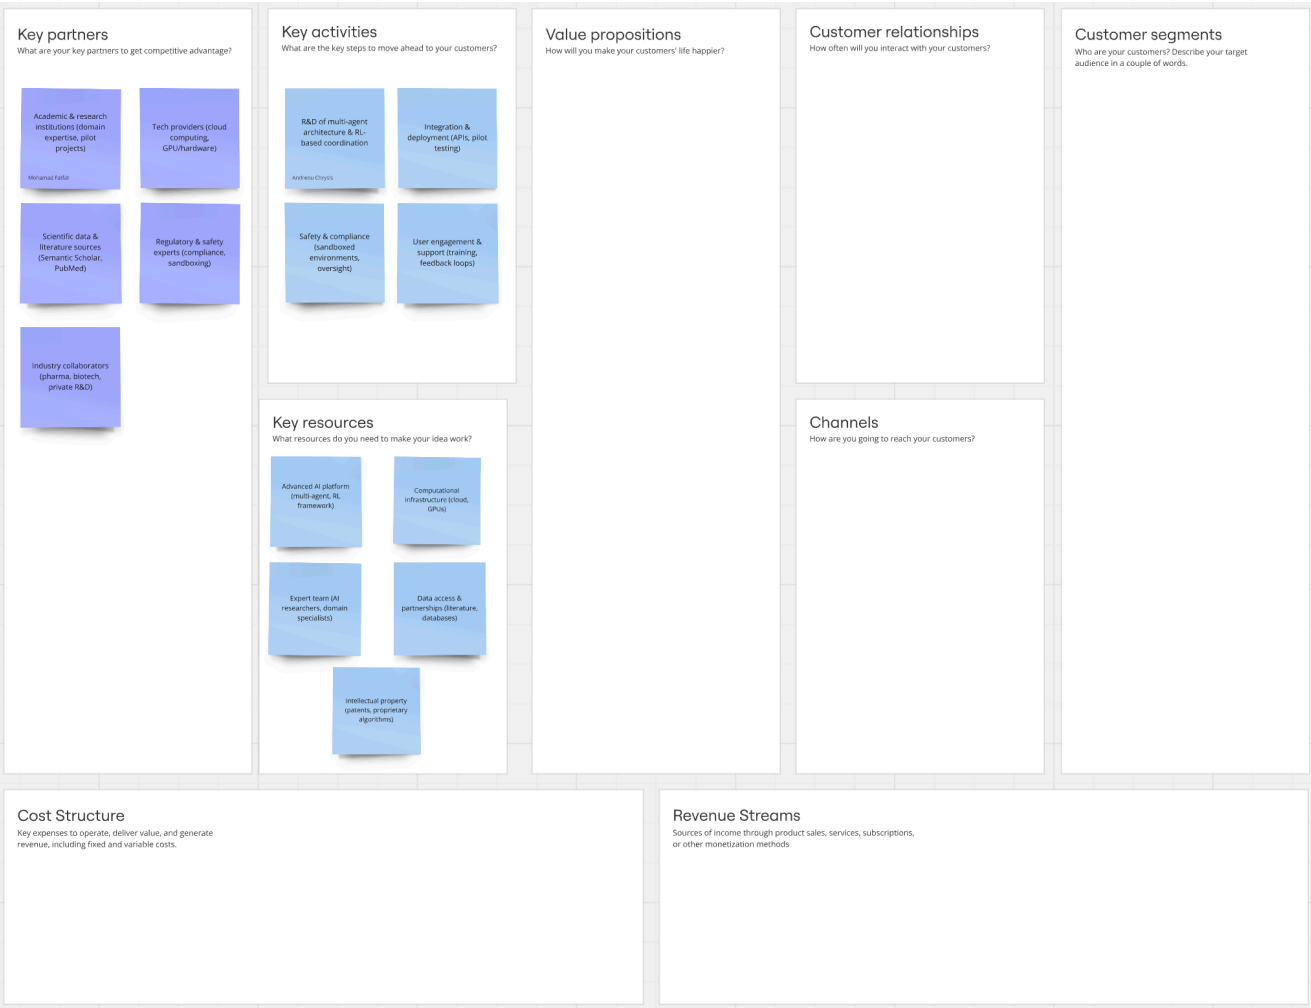 Key partners
What are your key partners to get competitive advantage?
Academic & research
institutions (domain
expertise, pilot
projects)
Mohamad Falfal
Tech providers (cloud
computing,
GPU/hardware)
Scientific data &
literature sources
(Semantic Scholar,
PubMed)
Regulatory & safety
experts (compliance,
sandboxing)
Industry collaborators
(pharma, biotech,
private R&D)
Key activities
What are the key steps to move ahead to your customers?
R&D of multi-agent
architecture & RL-
based coordination
Andreou Chrysis
Integration &
deployment (APIs, pilot
testing)
Safety & compliance
(sandboxed
environments,
oversight)
User engagement &
support (training,
feedback loops)
Key resources
What resources do you need to make your idea work?
Advanced AI platform
(multi-agent, RL
framework)
Computational
infrastructure (cloud,
GPUs)
Expert team (AI
researchers, domain
specialists)
Data access &
partnerships (literature,
databases)
Intellectual property
(patents, proprietary
algorithms)
Value propositions
How will you make your customers' life happier?
Customer relationships
How often will you interact with your customers?
Channels
How are you going to reach your customers?
Customer segments
Who are your customers? Describe your target
audience in a couple of words.
Cost Structure
Key expenses to operate, deliver value, and generate
revenue, including fixed and variable costs.
Revenue Streams
Sources of income through product sales, services, subscriptions,
or other monetization methods